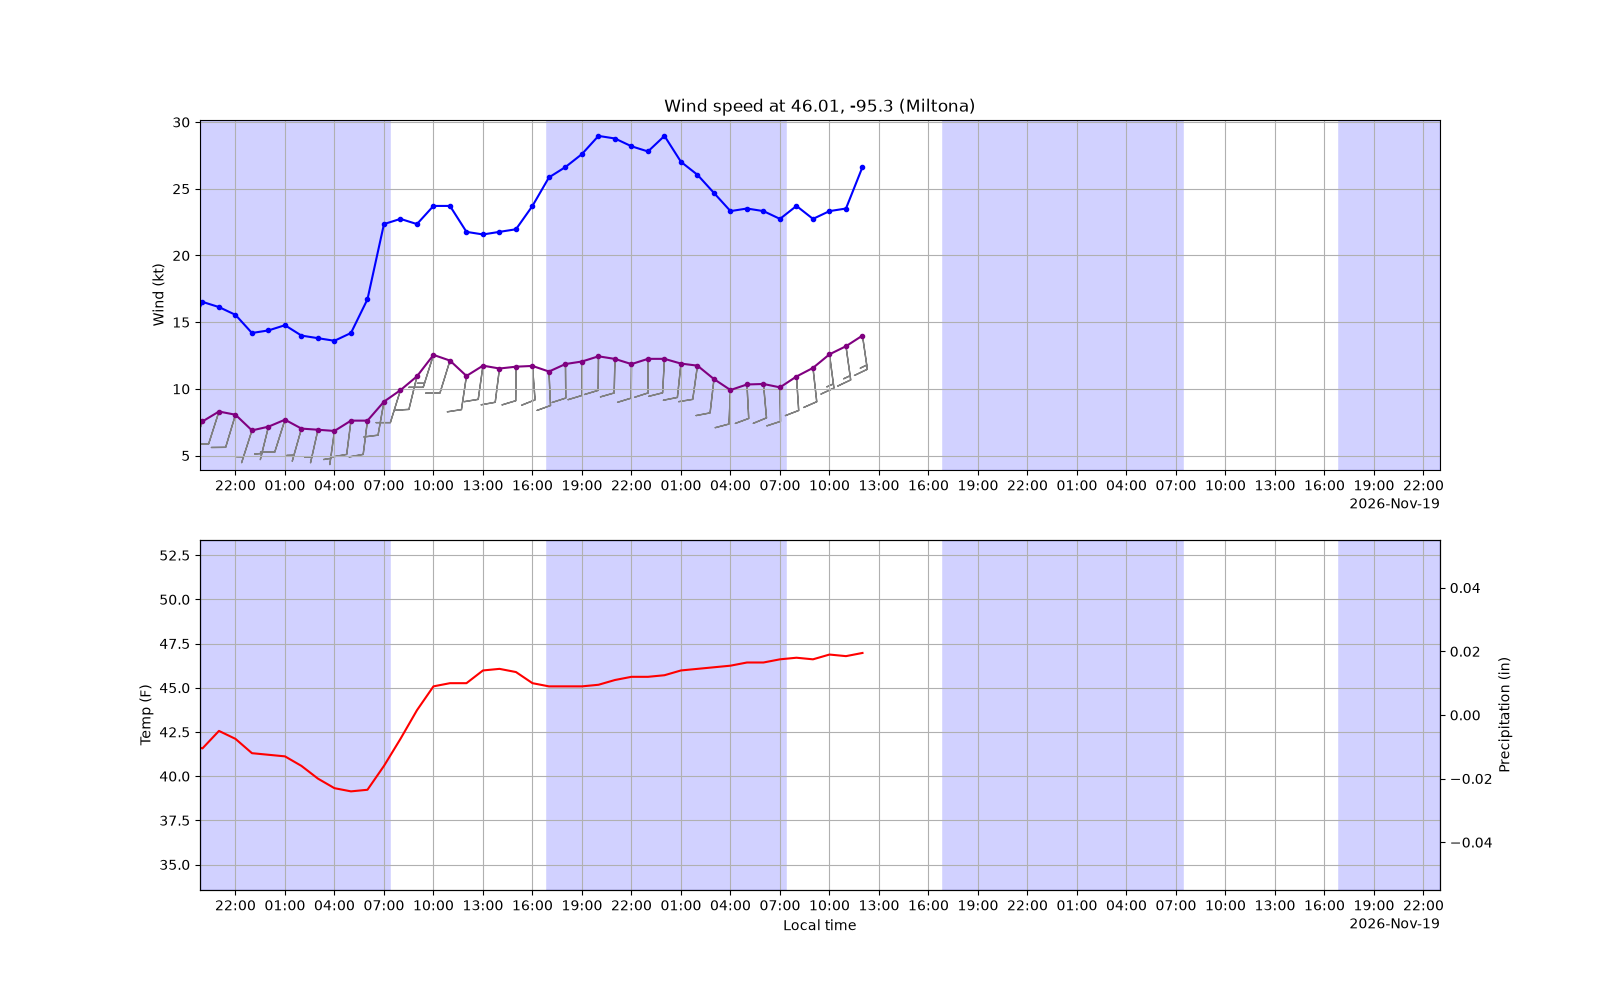 Wind speed at 46.01, -95.3 (Miltona)
30
25
20
15
10
5
Wind (kt)
22:00 01:00 04:00 07:00 10:00 13:00 16:00 19:00 22:00 01:00 04:00 07:00 10:00 13:00 16:00 19:00 22:00 01:00 04:00 07:00 10:00 13:00 16:00 19:00 22:00
2026-Nov-19
52.5
50.0
47.5
45.0
42.5
40.0
37.5
35.0
Temp (F)
0.04
0.02
0.00
−0.02
−0.04
Precipitation (in)
22:00 01:00 04:00 07:00 10:00 13:00 16:00 19:00 22:00 01:00 04:00 07:00 10:00 13:00 16:00 19:00 22:00 01:00 04:00 07:00 10:00 13:00 16:00 19:00 22:00
Local time
2026-Nov-19